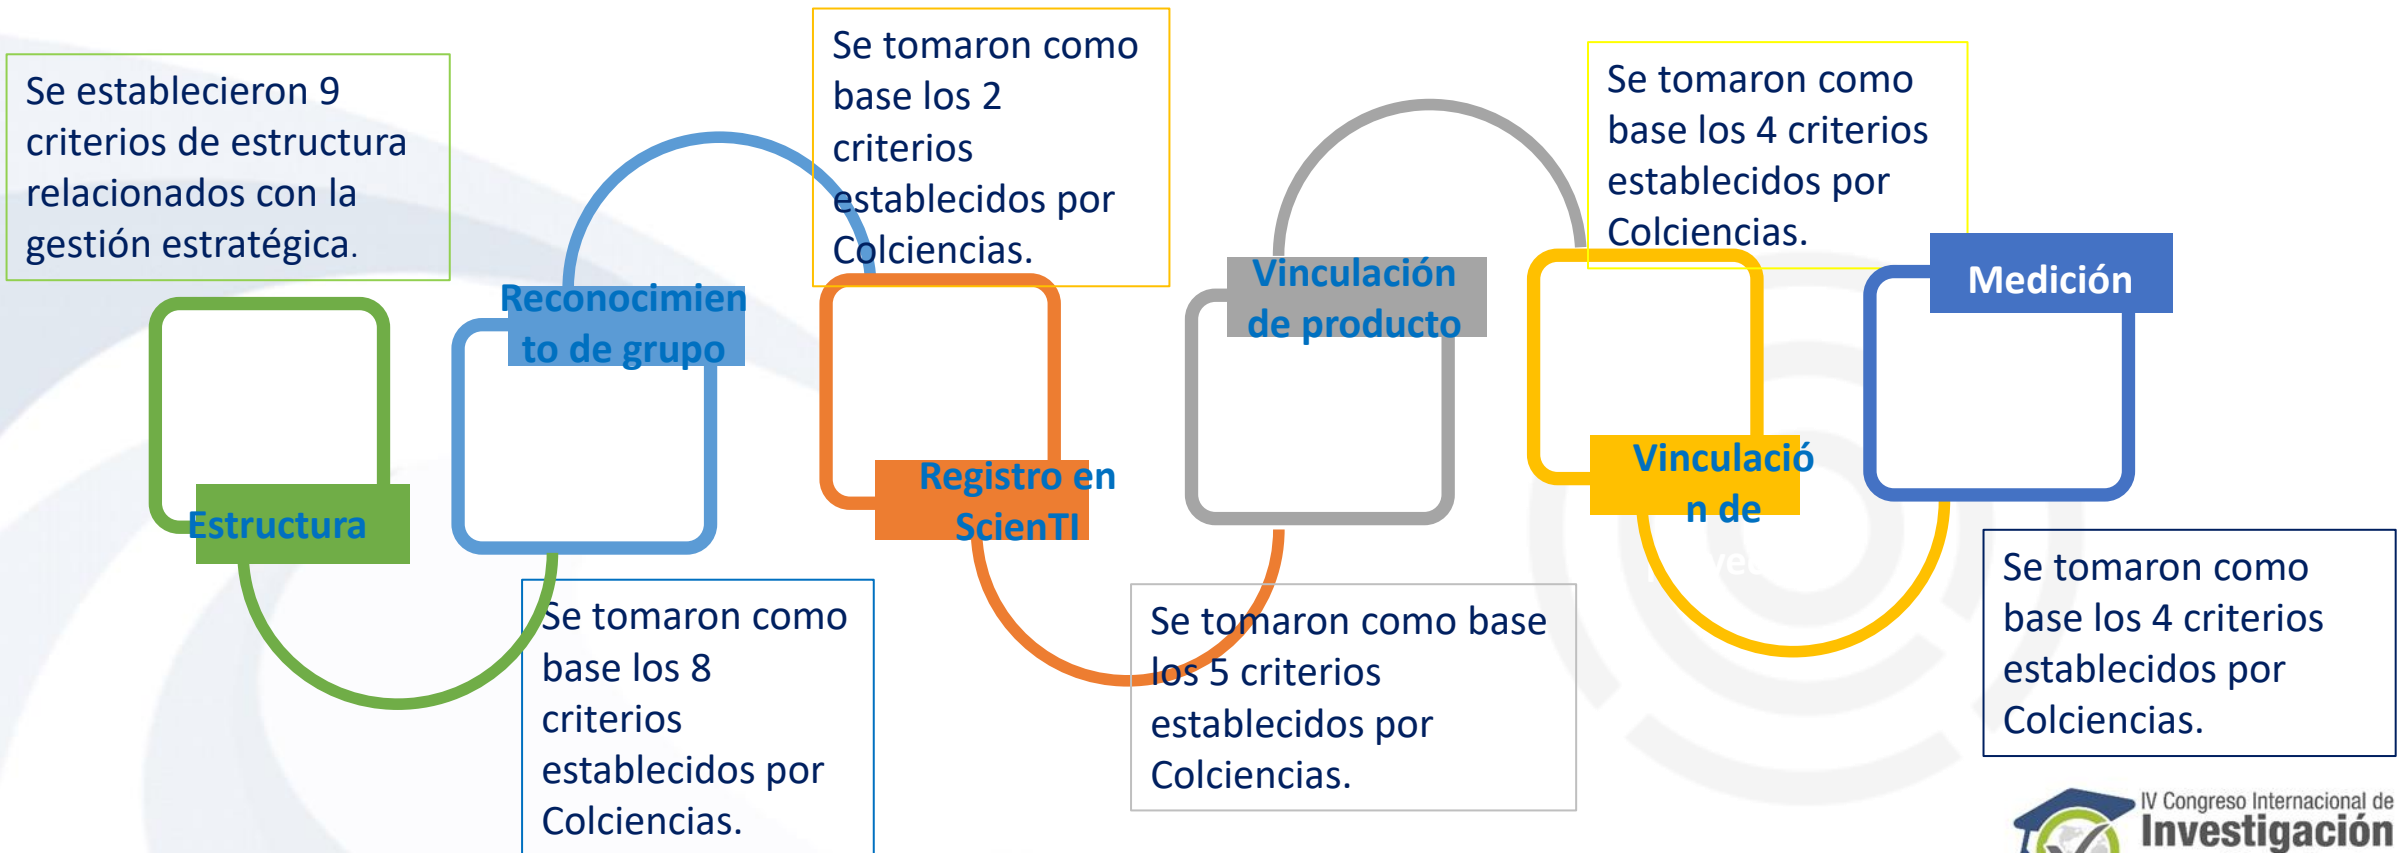 Se establecieron 9
criterios de estructura
relacionados con la
gestión estratégica.
Estructura
Reconocimien
to de grupo
Se tomaron como
base los 8
criterios
establecidos por
Colciencias.
Se tomaron como
base los 2
criterios
establecidos por
Colciencias.
Registro en
ScienTI
Vinculación
de producto
Se tomaron como base
los 5 criterios
establecidos por
Colciencias.
Se tomaron como
base los 4 criterios
establecidos por
Colciencias.
Vinculació
n de
Medición
Se tomaron como
base los 4 criterios
establecidos por
Colciencias.
IV Congreso Internacional de
Investigación